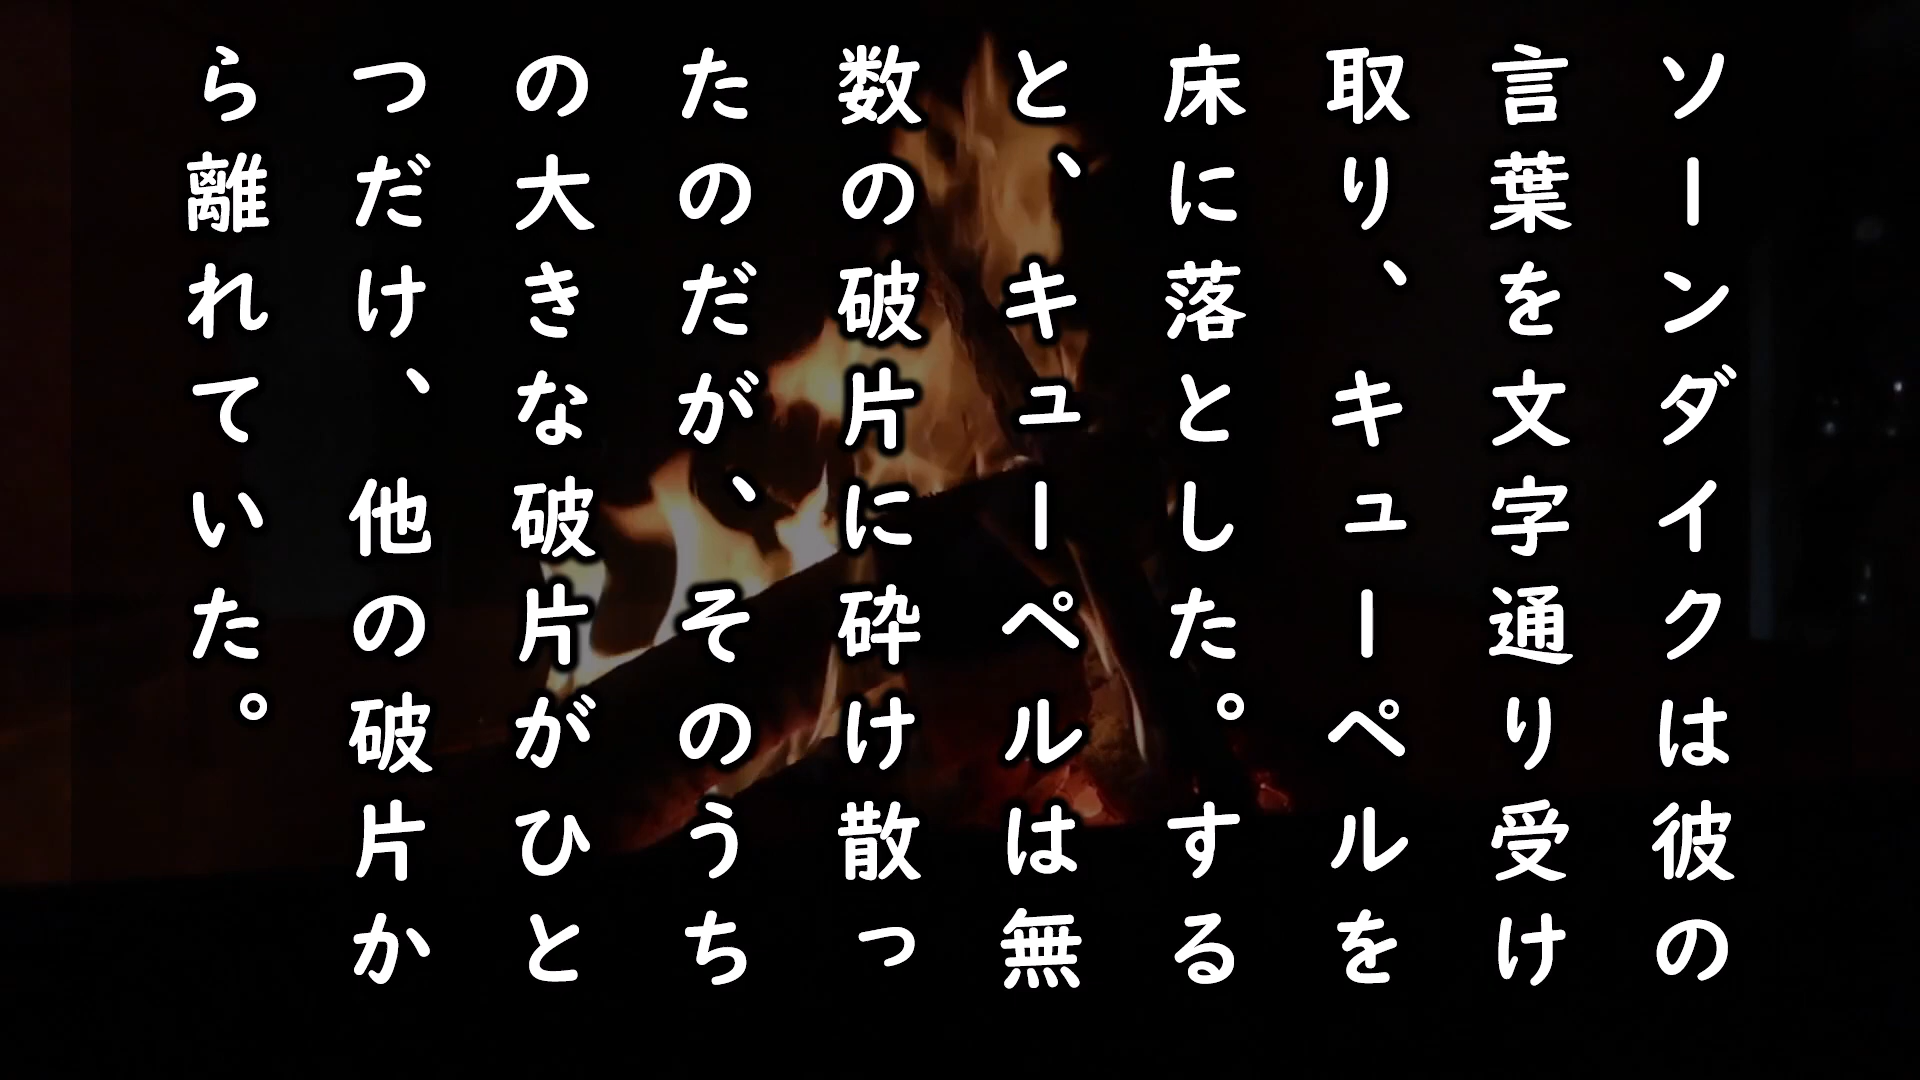 ソーンダイクは彼の
言葉を文字通り受け
取り、キューペルを
床に落とした。する
と、キューペルは無
数の破片に砕け散っ
たのだが、そのうち
の大きな破片がひと
つだけ、他の破片か
ら離れていた。